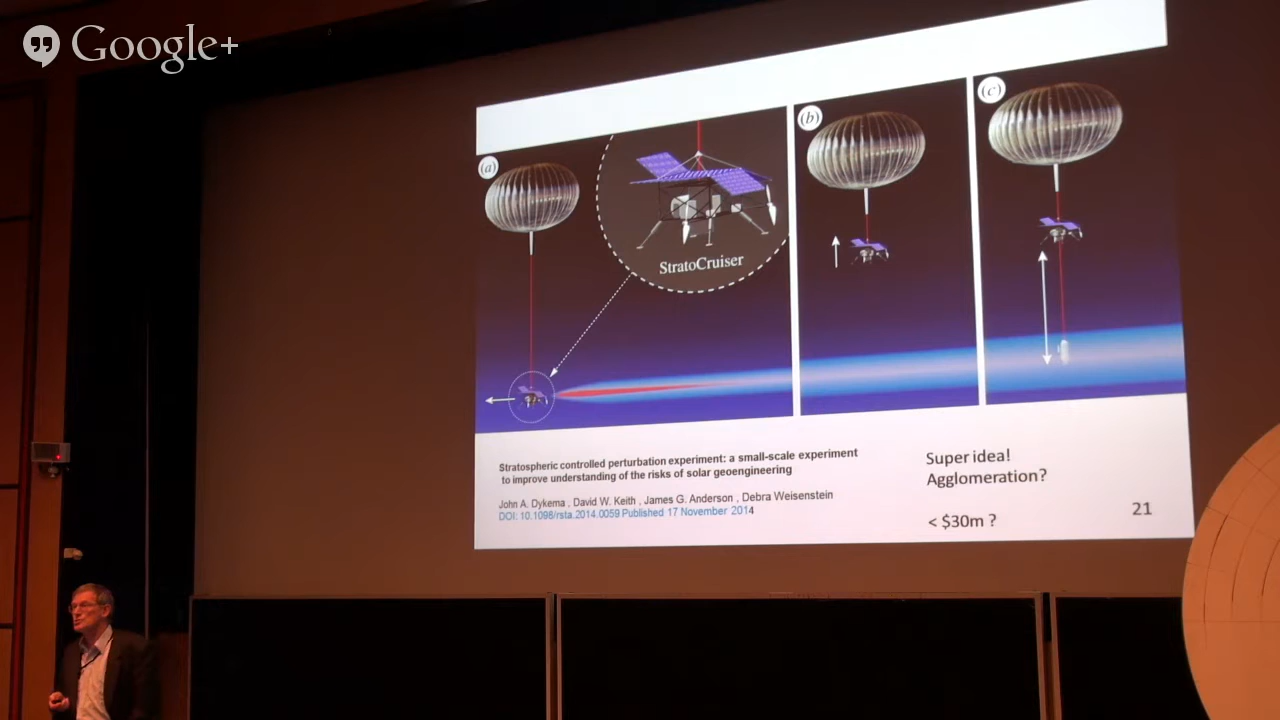 Google+
(a)
(b)
(c)
StratoCruiser
Stratospheric controlled perturbation experiment: a small-scale experiment
to improve understanding of the risks of solar geoengineering
John A. Dykema , David W. Keith , James G. Anderson , Debra Weisenstein
DOI: 10.1098/rsta.2014.0059 Published 17 November 2014
Super idea!
Agglomeration?
< $30m ?
21